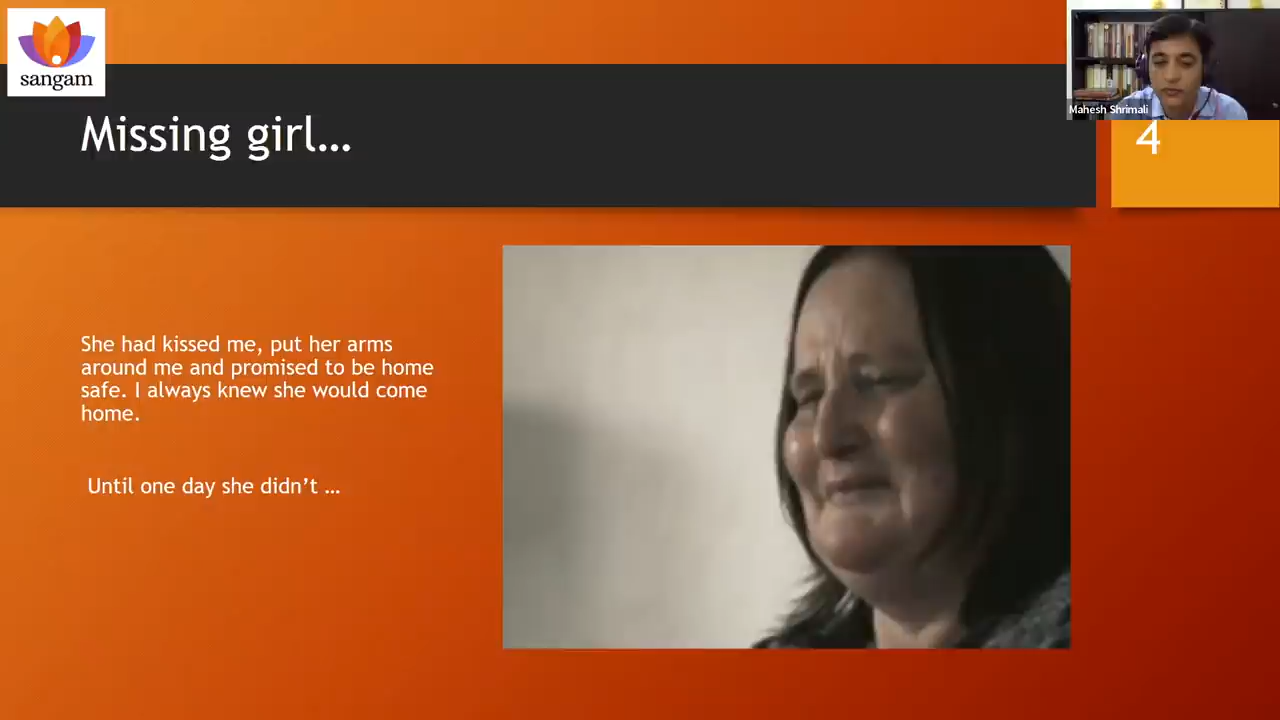 sangam
Missing girl…
Mahesh Shrimali
4
She had kissed me, put her arms
around me and promised to be home
safe. I always knew she would come
home.
Until one day she didn’t …